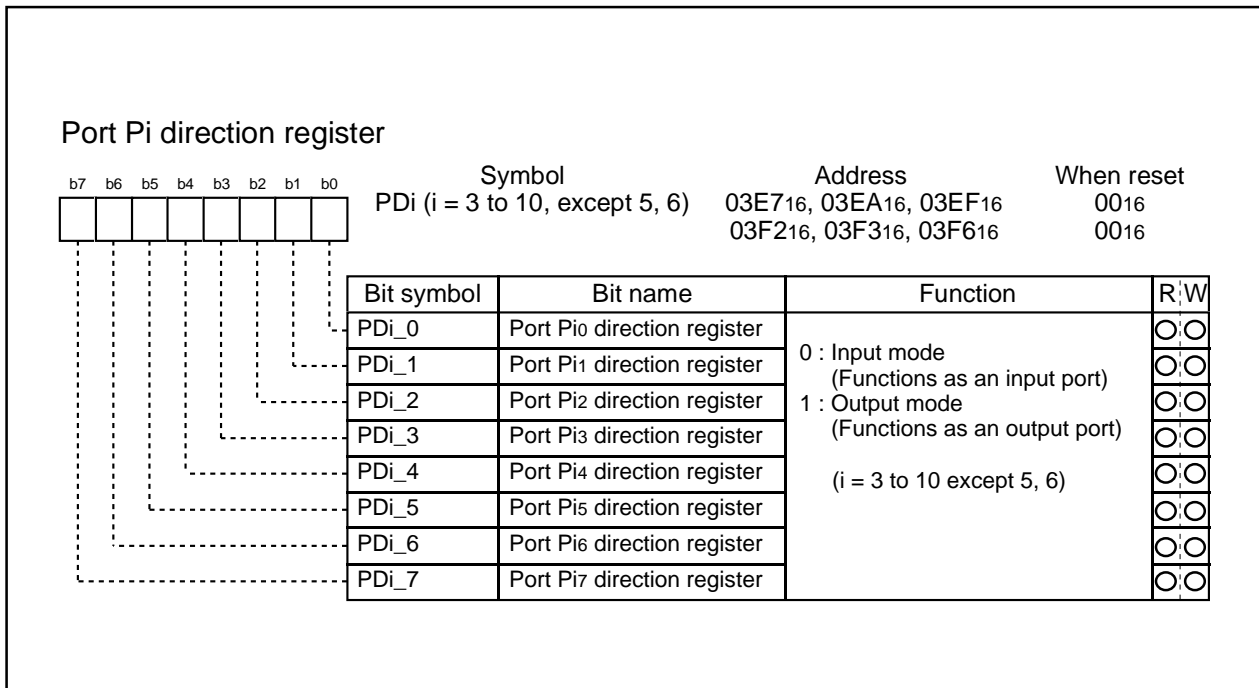 Port Pi direction register
b7 b6 b5 b4 b3 b2 b1 b0
Symbol Address When reset
PDi (i = 3 to 10, except 5, 6) 03E716, 03EA16, 03EF16 0016
03F216, 03F316, 03F616 0016
Bit symbol Bit name Function R W
PDi_0 Port Pi0 direction register
PDi_1 Port Pi1 direction register
PDi_2 Port Pi2 direction register
PDi_3 Port Pi3 direction register
PDi_4 Port Pi4 direction register
PDi_5 Port Pi5 direction register
PDi_6 Port Pi6 direction register
PDi_7 Port Pi7 direction register
0 : Input mode
(Functions as an input port)
1 : Output mode
(Functions as an output port)
(i = 3 to 10 except 5, 6)